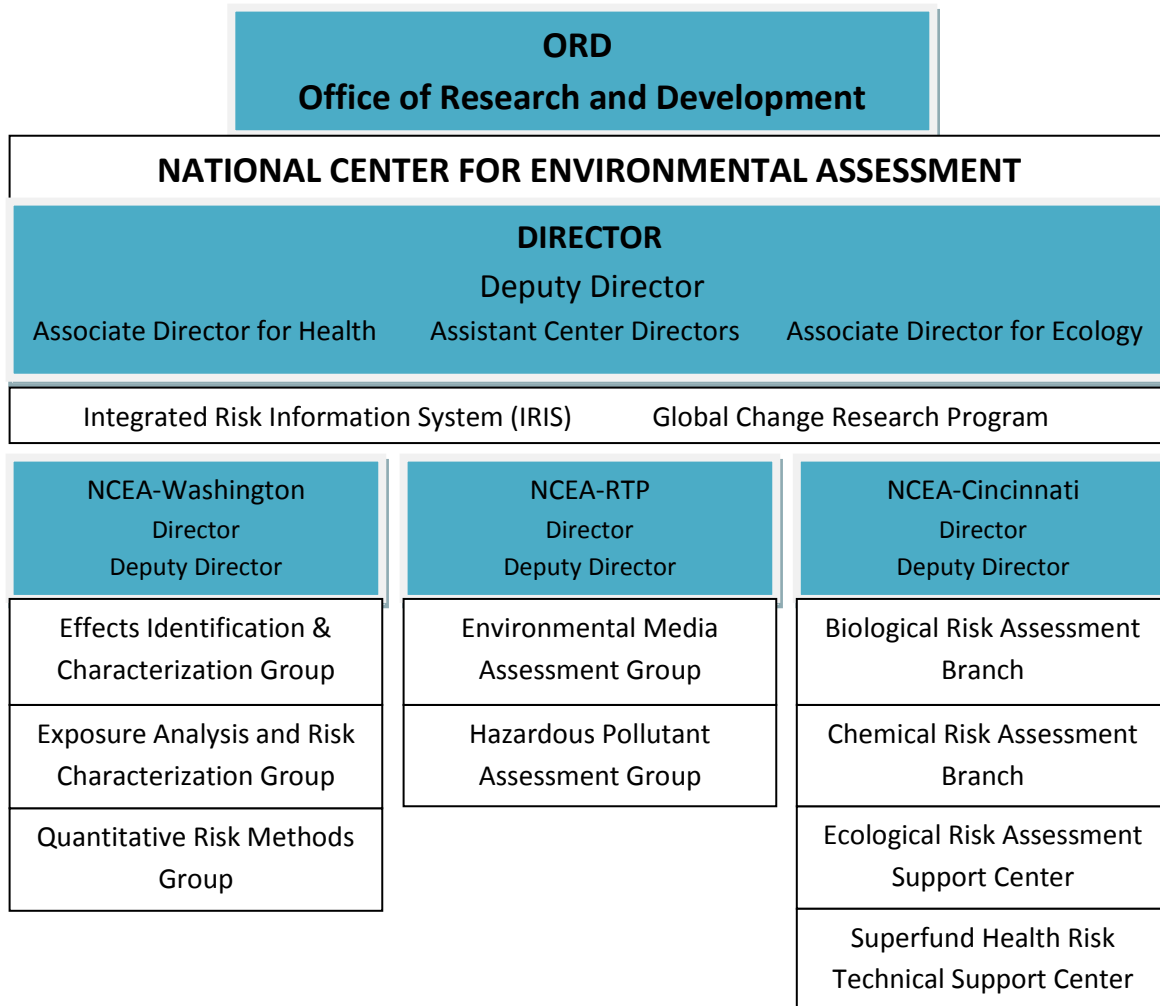 ORD
Office of Research and Development
NATIONAL CENTER FOR ENVIRONMENTAL ASSESSMENT
DIRECTOR
Deputy Director
Associate Director for Health Assistant Center Directors Associate Director for Ecology
Integrated Risk Information System (IRIS) Global Change Research Program
NCEA-Washington
Director
Deputy Director
Effects Identification &
Characterization Group
Exposure Analysis and Risk
Characterization Group
Quantitative Risk Methods
Group
NCEA-RTP
Director
Deputy Director
Environmental Media
Assessment Group
Hazardous Pollutant
Assessment Group
NCEA-Cincinnati
Director
Deputy Director
Biological Risk Assessment
Branch
Chemical Risk Assessment
Branch
Ecological Risk Assessment
Support Center
Superfund Health Risk
Technical Support Center